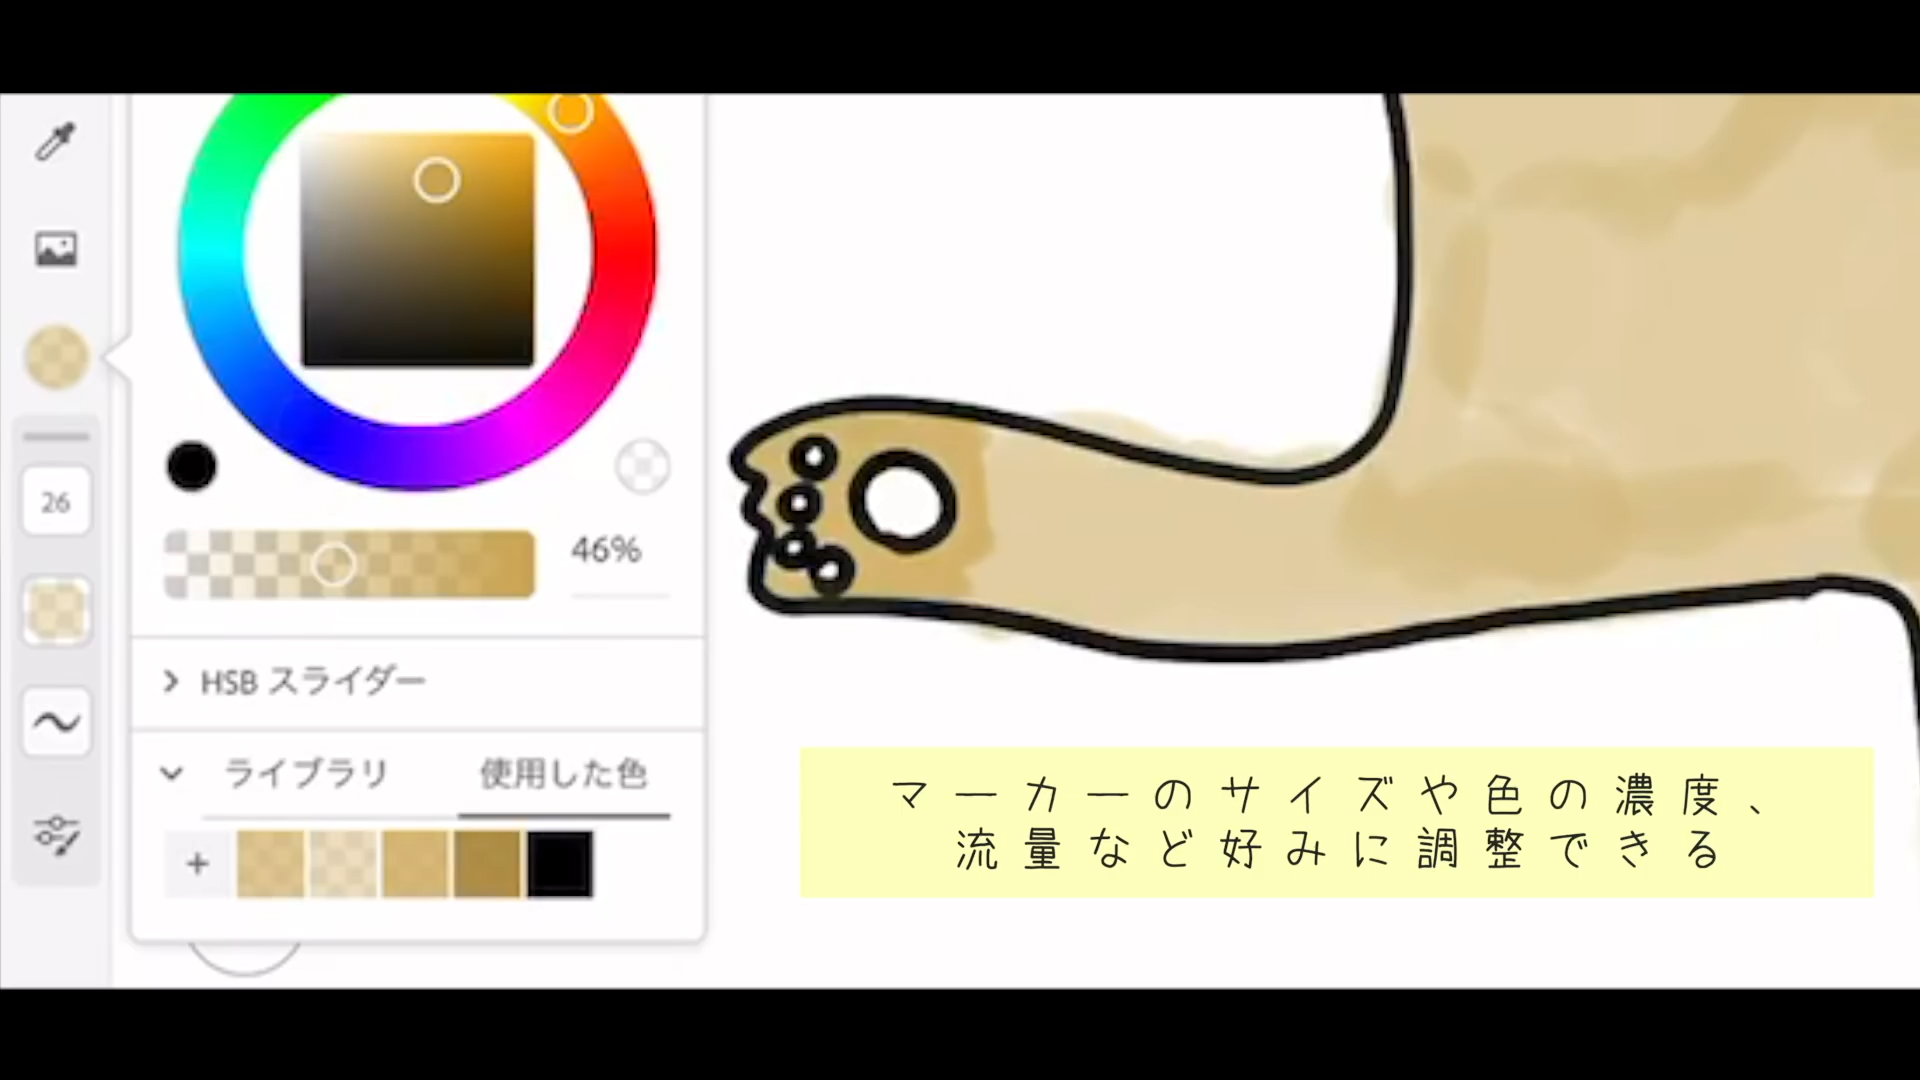 26
46%
HSB スライダー
ライブラリ 使用した色
マーカーのサイズや色の濃度、
流量など好みに調整できる